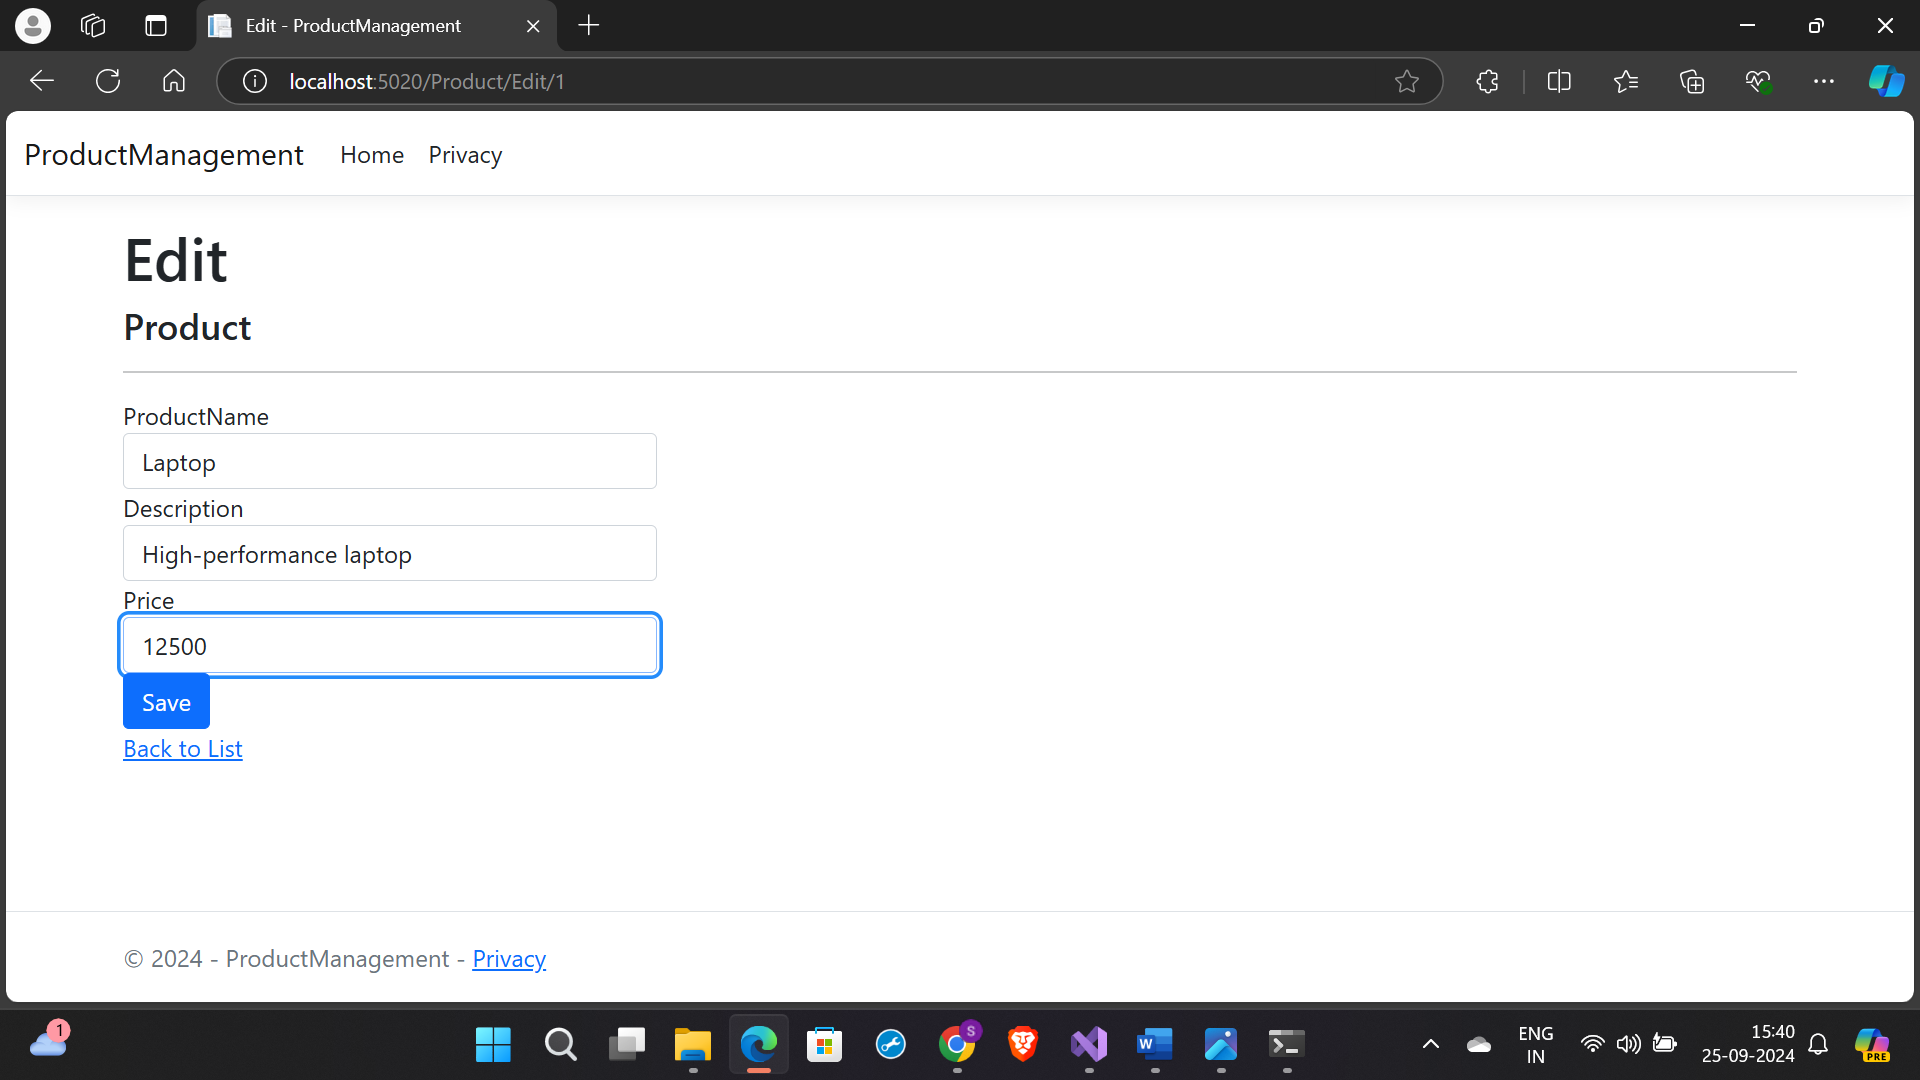 Edit - ProductManagement
localhost:5020/Product/Edit/1
ProductManagement Home Privacy
Edit
Product
ProductName
Laptop
Description
High-performance laptop
Price
12500
Save
Back to List
© 2024 - ProductManagement - Privacy
1
S
W
ENG
IN
15:40
25-09-2024
PRE